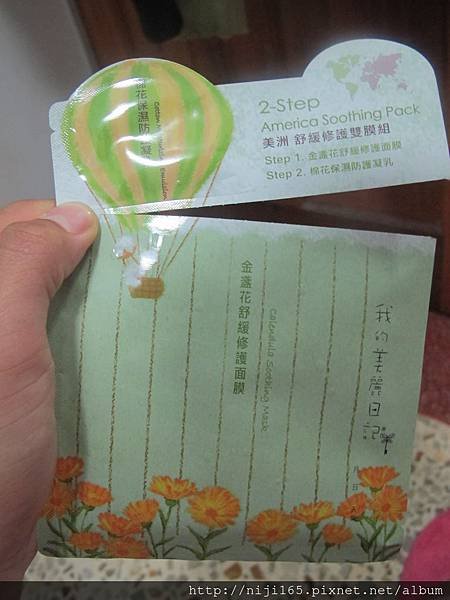 2-Step
America Soothing Pack
美洲 舒緩修護雙膜組
Step 1. 金盞花舒緩修護面膜
Step 2. 棉花保濕防護凝乳
金盞花舒緩修護面膜
Calendula Soothing Mask
我的美麗日記
月 日
http://niji165.pixnet.net/album